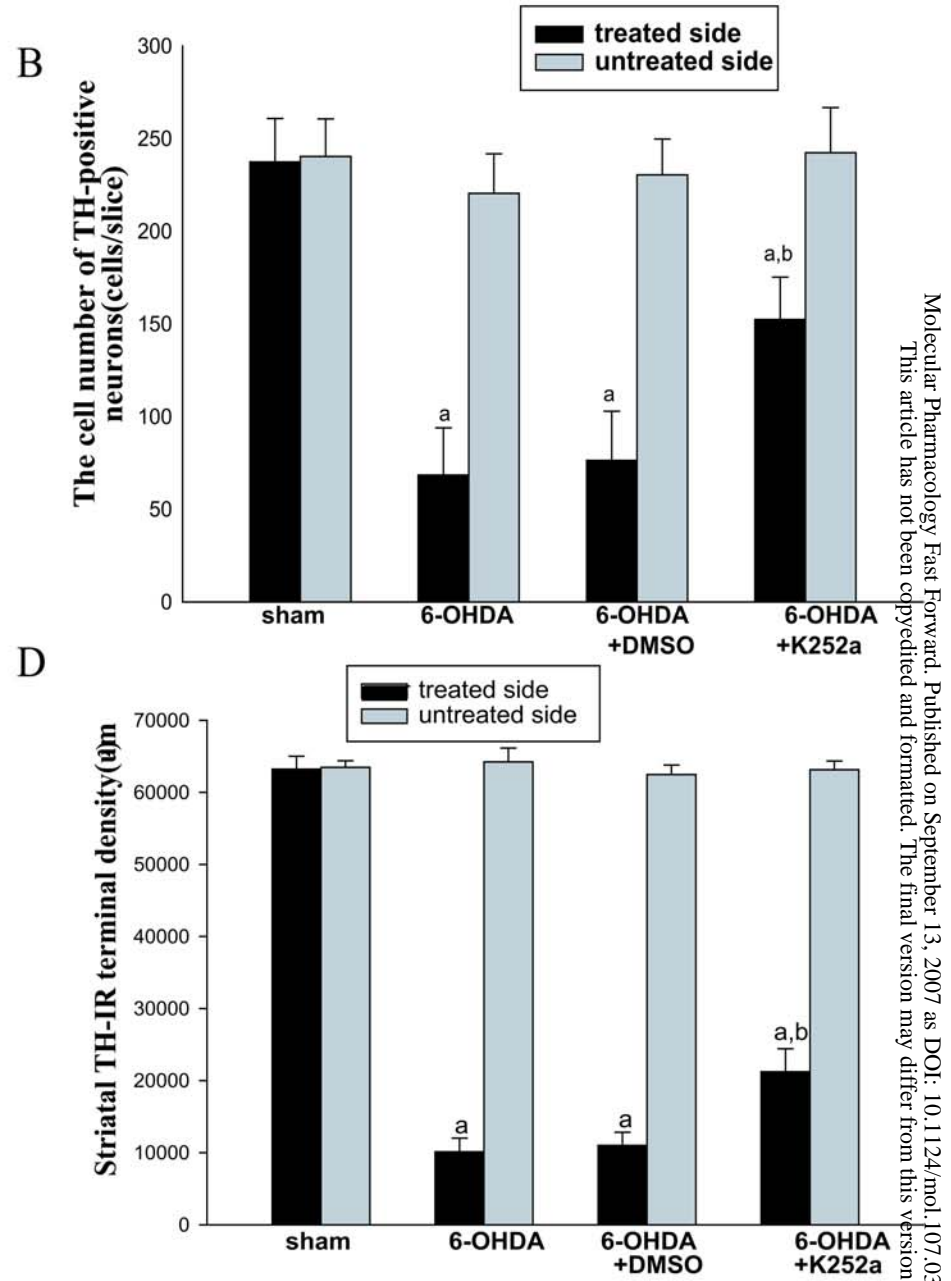 B
treated side
untreated side
The cell number of TH-positive
neurons(cells/slice)
300
250
200
150
100
50
0
a
a
a,b
sham
6-OHDA
6-OHDA
+DMSO
6-OHDA
+K252a
D
treated side
untreated side
Striatal TH-IR terminal density
70000
60000
50000
40000
30000
20000
10000
0
a
a
a,b
sham
6-OHDA
6-OHDA
+DMSO
6-OHDA
+K252a
Molecular Pharmacology Fast Forward. Published on September 13, 2007 as DOI: 10.1124/mol.107.03
This article has not been copyedited and formatted. The final version may differ from this version